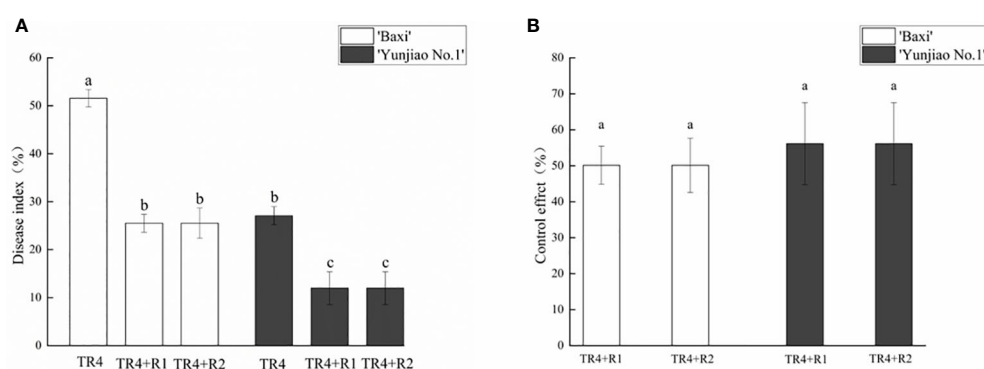 A
'Baxi'
'Yunjiao No.1'
Disease index（%）
60
50
40
30
20
10
0
a
b
b
b
c
c
TR4
TR4+R1
TR4+R2
TR4
TR4+R1
TR4+R2
B
'Baxi'
'Yunjiao No.1'
Control effrct（%）
80
70
60
50
40
30
20
10
0
a
a
a
a
TR4+R1
TR4+R2
TR4+R1
TR4+R2